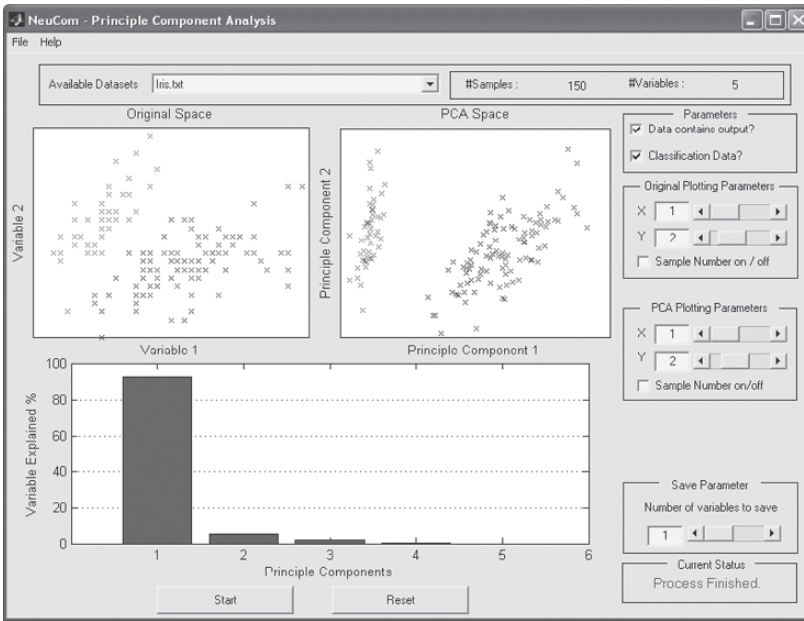 NeuCom - Principle Component Analysis
File Help
Available Datasets Iris.txt #Samples : 150 #Variables : 5
Original Space
Variable 2
Variable 1
PCA Space
Principle Component 2
Principle Component 1
Parameters
Data contains output?
Classification Data?
Original Plotting Parameters
X 1
Y 2
Sample Number on / off
PCA Plotting Parameters
X 1
Y 2
Sample Number on/off
Variable Explained %
100
80
60
40
20
0
1 2 3 4 5 6
Principle Components
Save Parameter
Number of variables to save
1
Current Status
Process Finished.
Start Reset